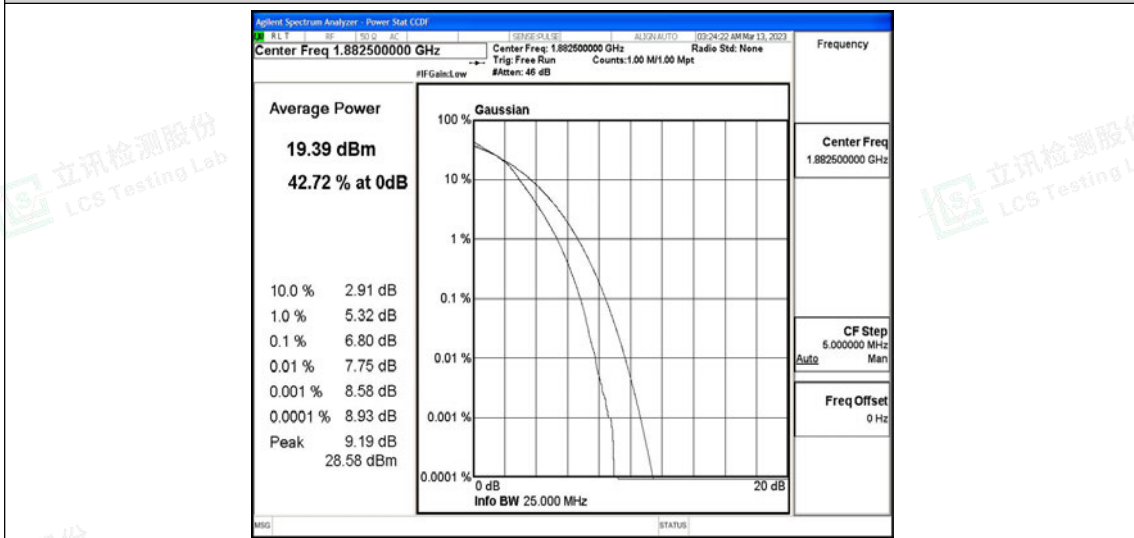 Agilent Spectrum Analyzer - Power Stat CCDF
RLT RF 50 Ω AC SENSE:PULSE ALIGNAUTO 03:24:22 AM Mar 13, 2023
Center Freq 1.882500000 GHz
Center Freq: 1.882500000 GHz Radio Std: None
Trig: Free Run Counts:1.00 M/1.00 Mpt
#IFGain:Low #Atten: 46 dB
Frequency
Average Power
19.39 dBm
42.72 % at 0dB
10.0 % 2.91 dB
1.0 % 5.32 dB
0.1 % 6.80 dB
0.01 % 7.75 dB
0.001 % 8.58 dB
0.0001 % 8.93 dB
Peak 9.19 dB
28.58 dBm
Gaussian
100 %
10 %
1 %
0.1 %
0.01 %
0.001 %
0.0001 %
0 dB 20 dB
Info BW 25.000 MHz
Center Freq
1.882500000 GHz
CF Step
5.000000 MHz
Auto Man
Freq Offset
0 Hz
MSG STATUS
立讯检测股份
LCS Testing Lab
立讯检测股份
LCS Testing L